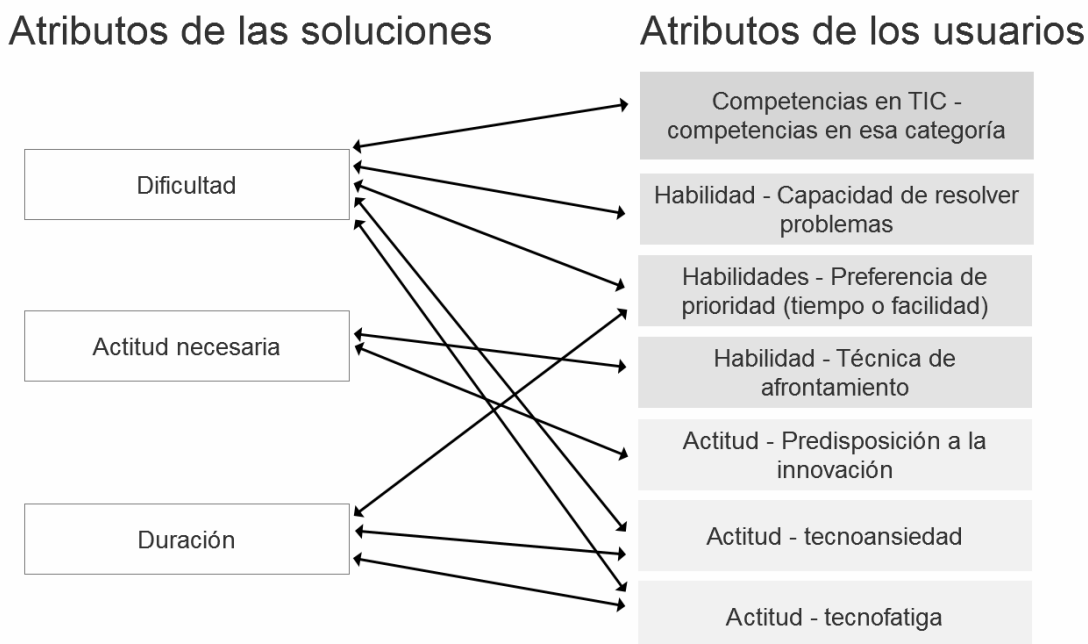 Atributos de las soluciones
Atributos de los usuarios
Dificultad
Actitud necesaria
Duración
Competencias en TIC -
competencias en esa categoría
Habilidad - Capacidad de resolver
problemas
Habilidades - Preferencia de
prioridad (tiempo o facilidad)
Habilidad - Técnica de
afrontamiento
Actitud - Predisposición a la
innovación
Actitud - tecnoansiedad
Actitud - tecnofatiga